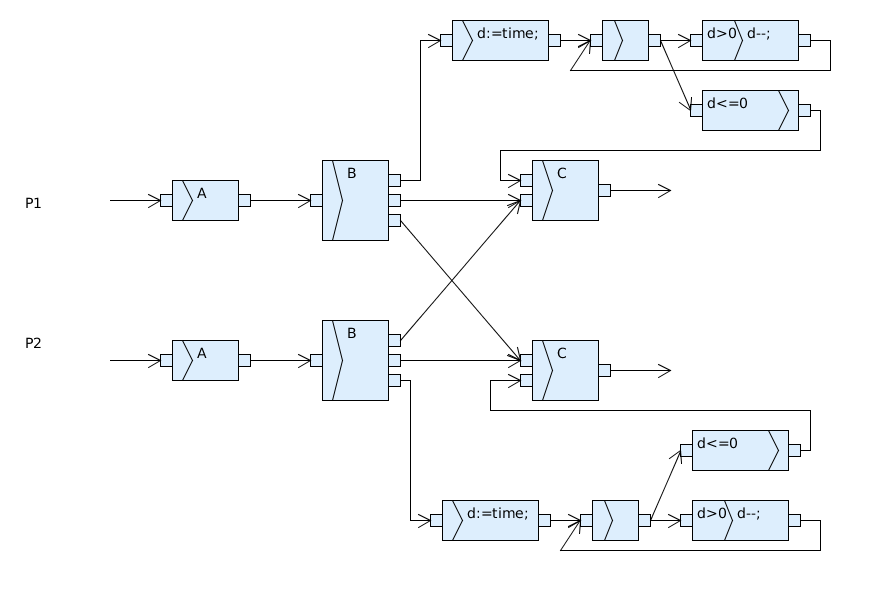 d:=time;
d>0 d--;
d<=0
B
C
A
P1
P2
B
A
C
d<=0
d:=time;
d>0 d--;